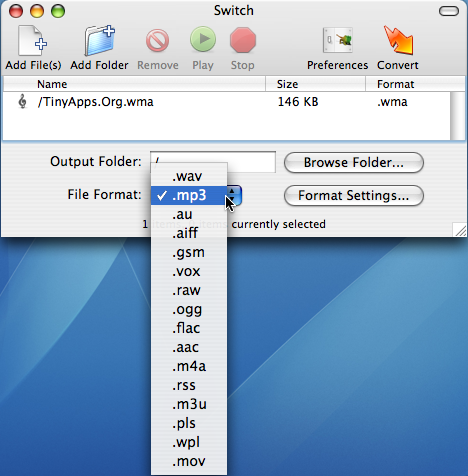 Switch
Add File(s) Add Folder Remove Play Stop Preferences Convert
Name Size Format
/TinyApps.Org.wma 146 KB .wma
Output Folder: / Browse Folder...
.wav
File Format: ✓ .mp3 Format Settings...
.au
1 currently selected
.aiff
.gsm
.vox
.raw
.ogg
.flac
.aac
.m4a
.rss
.m3u
.pls
.wpl
.mov